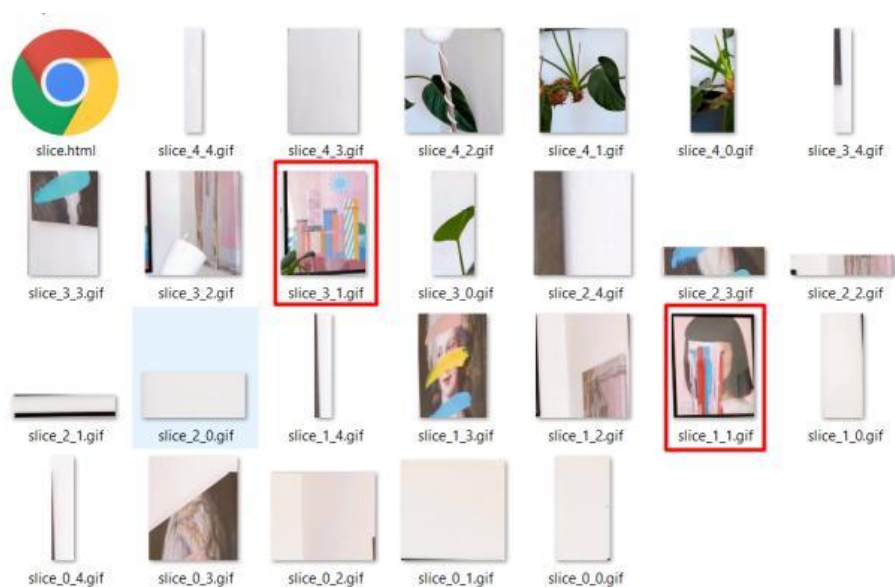 slice.html slice_4_4.gif slice_4_3.gif slice_4_2.gif slice_4_1.gif slice_4_0.gif slice_3_4.gif
slice_3_3.gif slice_3_2.gif slice_3_1.gif slice_3_0.gif slice_2_4.gif slice_2_3.gif slice_2_2.gif
slice_2_1.gif slice_2_0.gif slice_1_4.gif slice_1_3.gif slice_1_2.gif slice_1_1.gif slice_1_0.gif
slice_0_4.gif slice_0_3.gif slice_0_2.gif slice_0_1.gif slice_0_0.gif